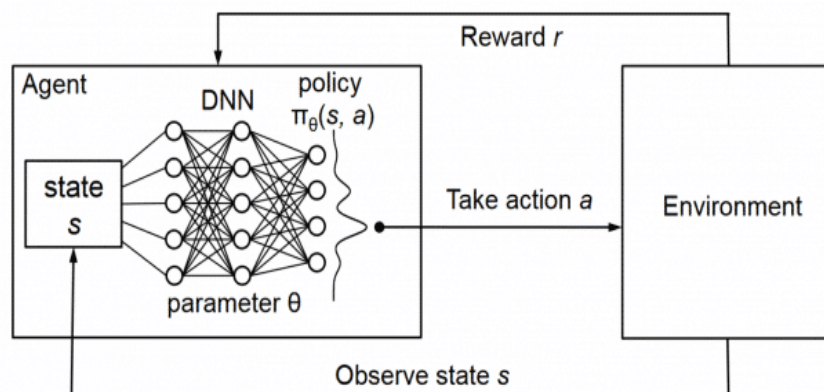 Reward r
Agent
policy
DNN
πθ(s, a)
state
s
Take action a
Environment
parameter θ
Observe state s